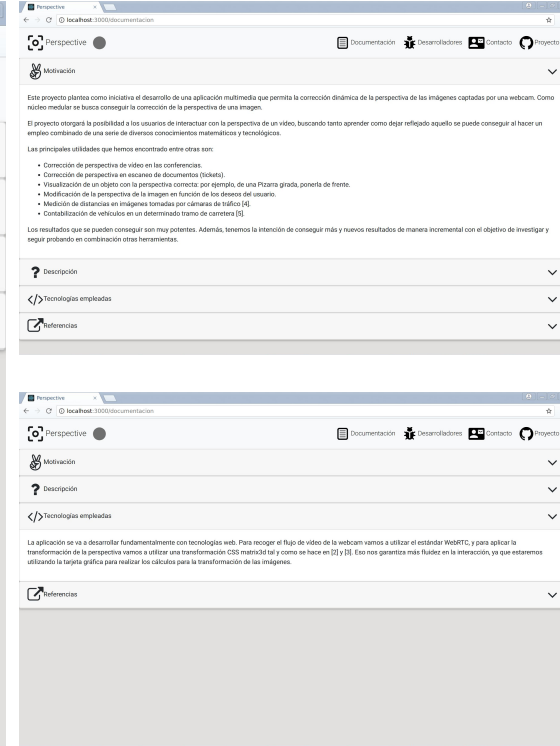 Perspective
localhost:3000/documentacion
Perspective
Documentación Desarrolladores Contacto Proyecto
Motivación
Este proyecto plantea como iniciativa el desarrollo de una aplicación multimedia que permita la corrección dinámica de la perspectiva de las imágenes captadas por una webcam. Como
núcleo medular se busca conseguir la corrección de la perspectiva de una imagen.
El proyecto otorgará la posibilidad a los usuarios de interactuar con la perspectiva de un vídeo, buscando tanto aprender como dejar reflejado aquello se puede conseguir al hacer un
empleo combinado de una serie de diversos conocimientos matemáticos y tecnológicos.
Las principales utilidades que hemos encontrado entre otras son:
• Corrección de perspectiva de vídeo en las conferencias.
• Corrección de perspectiva en escaneo de documentos (tickets).
• Visualización de un objeto con la perspectiva correcta: por ejemplo, de una Pizarra girada, ponerla de frente.
• Modificación de la perspectiva de la imagen en función de los deseos del usuario.
• Medición de distancias en imágenes tomadas por cámaras de tráfico [4].
• Contabilización de vehículos en un determinado tramo de carretera [5].
Los resultados que se pueden conseguir son muy potentes. Además, tenemos la intención de conseguir más y nuevos resultados de manera incremental con el objetivo de investigar y
seguir probando en combinación otras herramientas.
Descripción
Tecnologías empleadas
Referencias
Perspective
localhost:3000/documentacion
Perspective
Documentación Desarrolladores Contacto Proyecto
Motivación
Descripción
Tecnologías empleadas
La aplicación se va a desarrollar fundamentalmente con tecnologías web. Para recoger el flujo de vídeo de la webcam vamos a utilizar el estándar WebRTC, y para aplicar la
transformación de la perspectiva vamos a utilizar una transformación CSS matrix3d tal y como se hace en [2] y [3]. Eso nos garantiza más fluidez en la interacción, ya que estaremos
utilizando la tarjeta gráfica para realizar los cálculos para la transformación de las imágenes.
Referencias